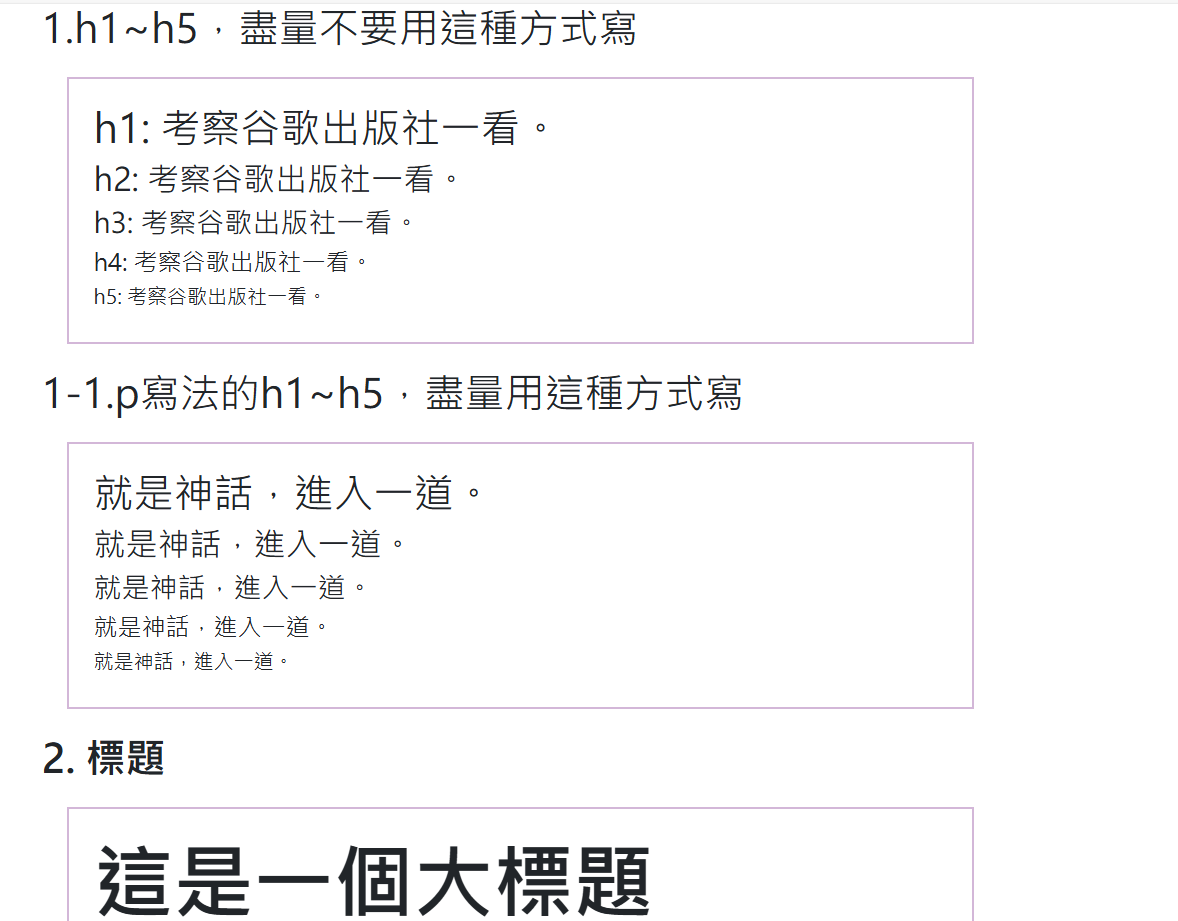 1.h1~h5，盡量不要用這種方式寫
h1: 考察谷歌出版社一看。
h2: 考察谷歌出版社一看。
h3: 考察谷歌出版社一看。
h4: 考察谷歌出版社一看。
h5: 考察谷歌出版社一看。
1-1.p寫法的h1~h5，盡量用這種方式寫
就是神話，進入一道。
就是神話，進入一道。
就是神話，進入一道。
就是神話，進入一道。
就是神話，進入一道。
2. 標題
這是一個大標題